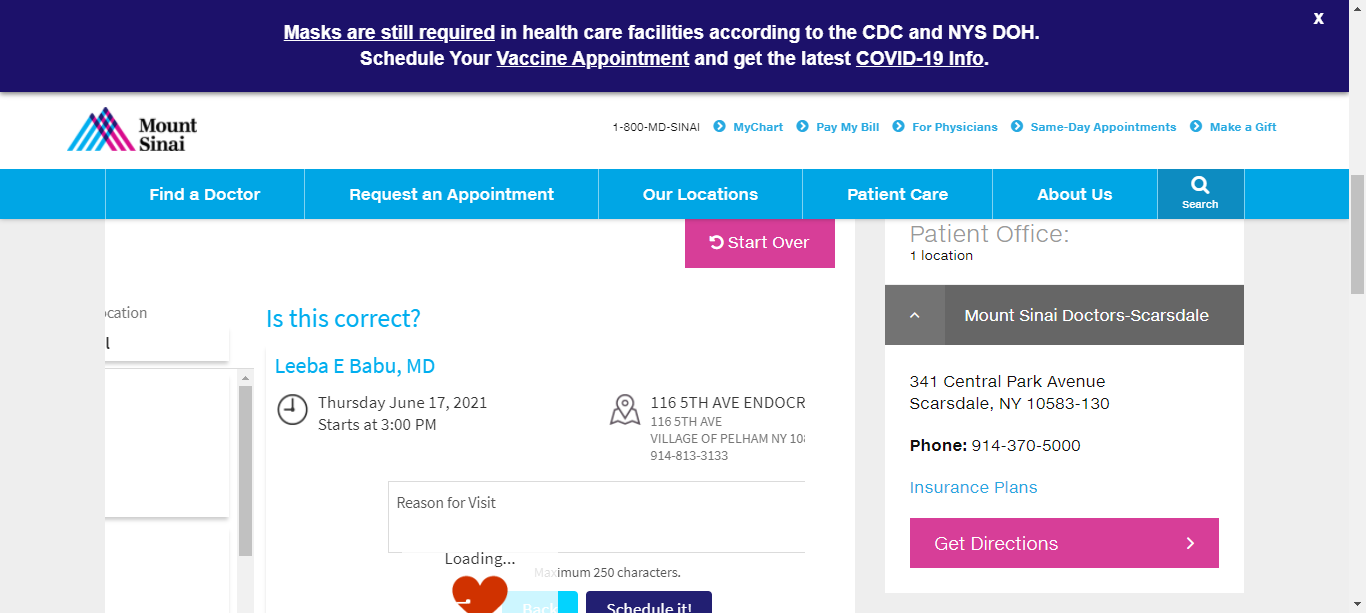 Masks are still required in health care facilities according to the CDC and NYS DOH.
X
Schedule Your Vaccine Appointment and get the latest COVID-19 Info.
Mount
Sinai
1-800-MD-SINAI MyChart Pay My Bill For Physicians Same-Day Appointments Make a Gift
Find a Doctor Request an Appointment Our Locations Patient Care About Us Search
Start Over
ocation
l
Is this correct?
Leeba E Babu, MD
Thursday June 17, 2021
Starts at 3:00 PM
116 5TH AVE ENDOCR
116 5TH AVE
VILLAGE OF PELHAM NY 10
914-813-3133
Reason for Visit
Loading...
Maximum 250 characters.
Back
Schedule it!
Patient Office:
1 location
Mount Sinai Doctors-Scarsdale
341 Central Park Avenue
Scarsdale, NY 10583-130
Phone: 914-370-5000
Insurance Plans
Get Directions